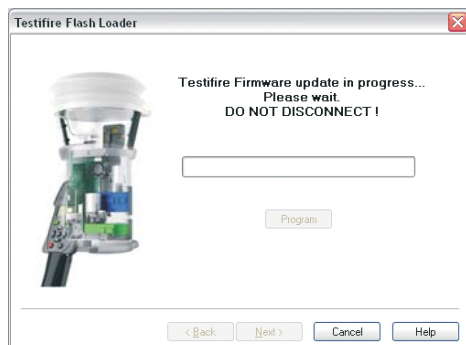 Testifire Flash Loader
Testifire Firmware update in progress...
Please wait.
DO NOT DISCONNECT !
Program
< Back
Next >
Cancel
Help